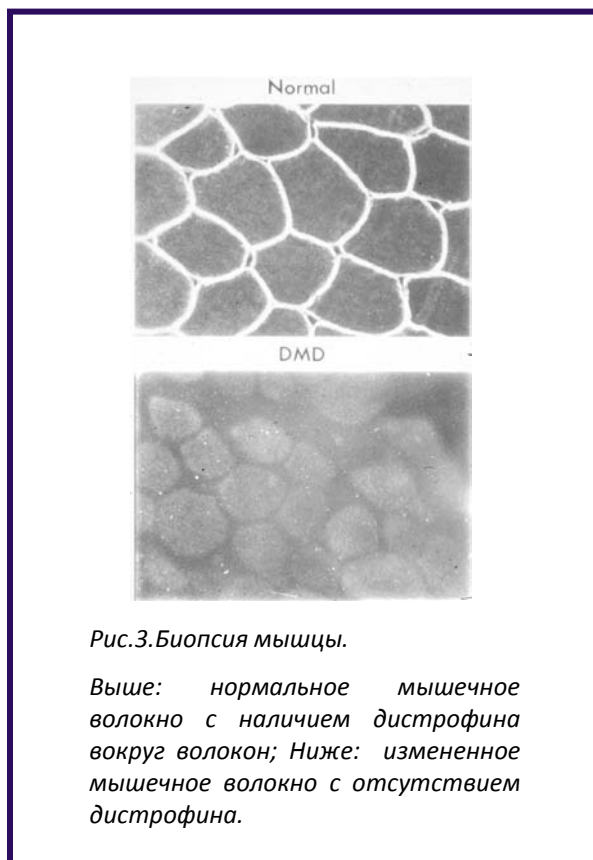 Normal
DMD
Рис.3.Биопсия мышцы.
Выше: нормальное мышечное
волокно с наличием дистрофина
вокруг волокон; Ниже: измененное
мышечное волокно с отсутствием
дистрофина.